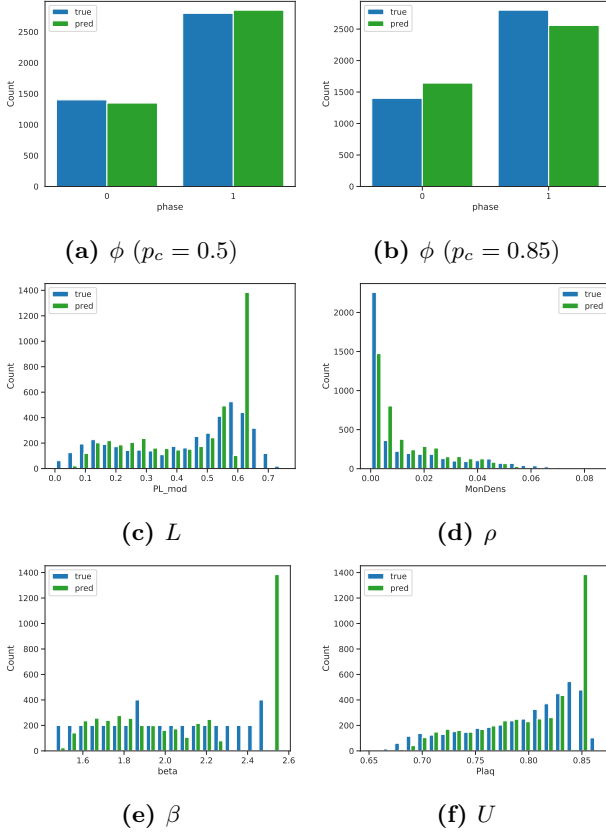 true
pred
Count
2500
2000
1500
1000
500
0
0 1
phase
(a) ϕ (p_c = 0.5)
true
pred
Count
2500
2000
1500
1000
500
0
0 1
phase
(b) ϕ (p_c = 0.85)
true
pred
Count
1400
1200
1000
800
600
400
200
0
0.0 0.1 0.2 0.3 0.4 0.5 0.6 0.7
PL_mod
(c) L
true
pred
Count
2000
1500
1000
500
0
0.00 0.02 0.04 0.06 0.08
MonDens
(d) ρ
true
pred
Count
1400
1200
1000
800
600
400
200
0
1.6 1.8 2.0 2.2 2.4 2.6
beta
(e) β
true
pred
Count
1400
1200
1000
800
600
400
200
0
0.65 0.70 0.75 0.80 0.85
Plaq
(f) U